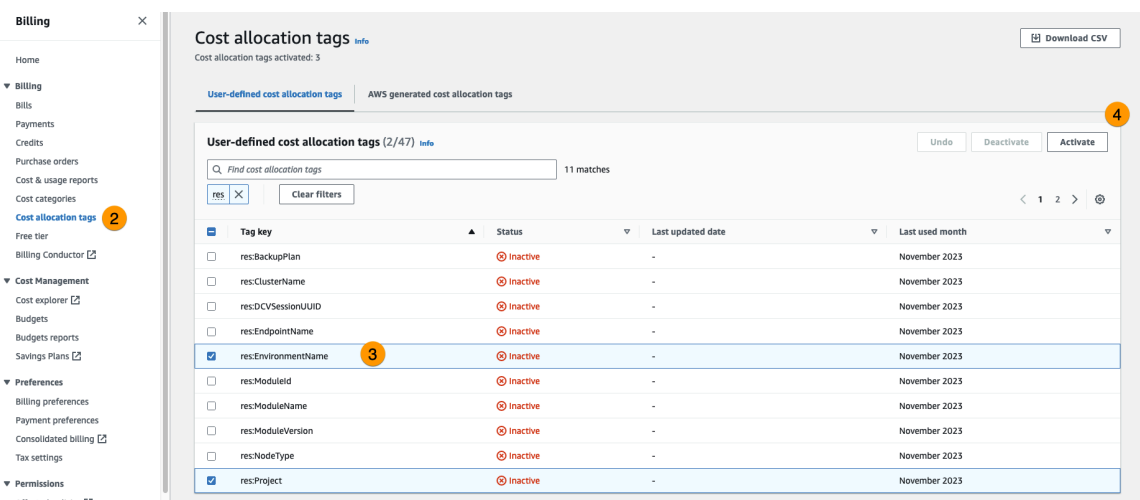 Billing
Home
Billing
Bills
Payments
Credits
Purchase orders
Cost & usage reports
Cost categories
Cost allocation tags 2
Free tier
Billing Conductor
Cost Management
Cost explorer
Budgets
Budgets reports
Savings Plans
Preferences
Billing preferences
Payment preferences
Consolidated billing
Tax settings
Permissions
Cost allocation tags Info
Download CSV
Cost allocation tags activated: 3
User-defined cost allocation tags AWS generated cost allocation tags
4
User-defined cost allocation tags (2/47) Info
Undo Deactivate Activate
Find cost allocation tags 11 matches
res Clear filters
1 2
Tag key Status Last updated date Last used month
res:BackupPlan Inactive - November 2023
res:ClusterName Inactive - November 2023
res:DCVSessionUUID Inactive - November 2023
res:EndpointName Inactive - November 2023
res:EnvironmentName 3 Inactive - November 2023
res:ModuleId Inactive - November 2023
res:ModuleName Inactive - November 2023
res:ModuleVersion Inactive - November 2023
res:NodeType Inactive - November 2023
res:Project Inactive - November 2023